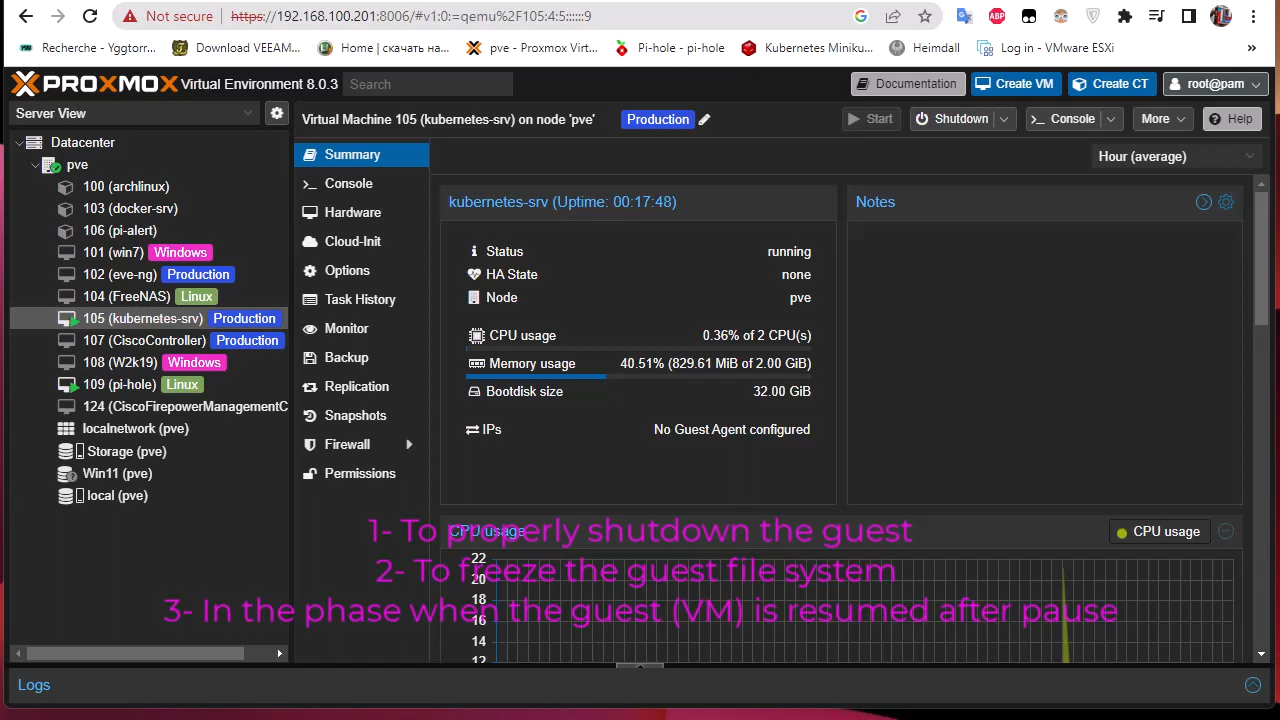 Not secure https://192.168.100.201:8006/#v1:0:=qemu%2F105:4:5::::::9
ABP
Recherche - Yggtorr... Download VEEAM... Home | скачать на... pve - Proxmox Virt... Pi-hole - pi-hole Kubernetes Miniku... Heimdall Log in - VMware ESXi »
PROXMOX Virtual Environment 8.0.3 Search Documentation Create VM Create CT root@pam
Server View
Virtual Machine 105 (kubernetes-srv) on node 'pve' Production Start Shutdown Console More Help
Datacenter
pve
100 (archlinux)
103 (docker-srv)
106 (pi-alert)
101 (win7) Windows
102 (eve-ng) Production
104 (FreeNAS) Linux
105 (kubernetes-srv) Production
107 (CiscoController) Production
108 (W2k19) Windows
109 (pi-hole) Linux
124 (CiscoFirepowerManagementC
localnetwork (pve)
Storage (pve)
Win11 (pve)
local (pve)
Summary
Console
Hardware
Cloud-Init
Options
Task History
Monitor
Backup
Replication
Snapshots
Firewall
Permissions
Hour (average)
kubernetes-srv (Uptime: 00:17:48)
Status running
HA State none
Node pve
CPU usage 0.36% of 2 CPU(s)
Memory usage 40.51% (829.61 MiB of 2.00 GiB)
Bootdisk size 32.00 GiB
IPs No Guest Agent configured
Notes
CPU usage
CPU usage
22
20
18
16
14
12
1- To properly shutdown the guest
2- To freeze the guest file system
3- In the phase when the guest (VM) is resumed after pause
Logs